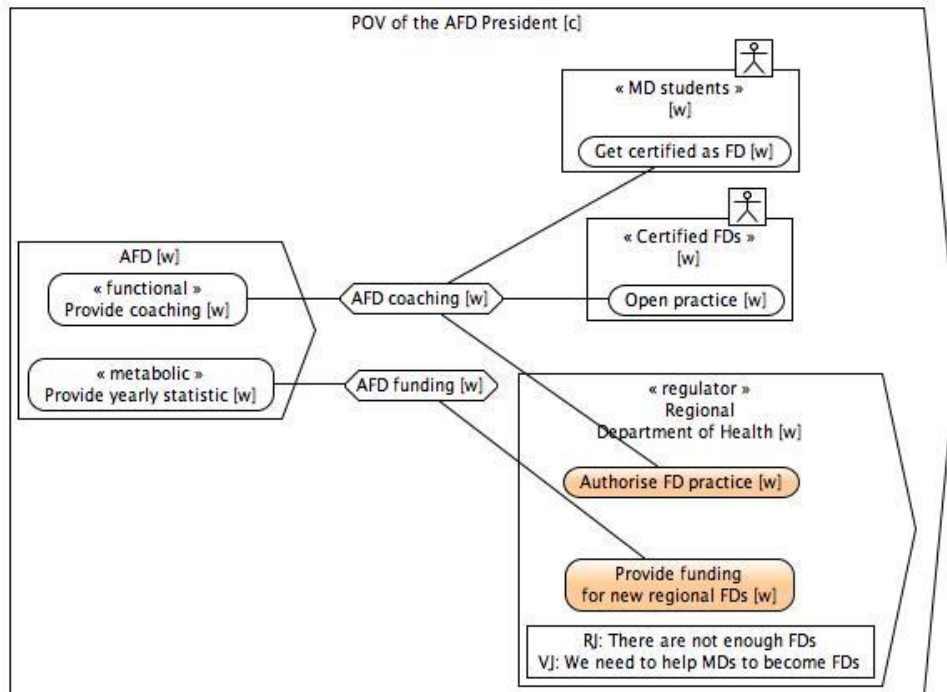 POV of the AFD President [c]
« MD students »
[w]
Get certified as FD [w]
« Certified FDs »
[w]
Open practice [w]
AFD [w]
« functional »
Provide coaching [w]
AFD coaching [w]
« metabolic »
Provide yearly statistic [w]
AFD funding [w]
« regulator »
Regional
Department of Health [w]
Authorise FD practice [w]
Provide funding
for new regional FDs [w]
RJ: There are not enough FDs
VJ: We need to help MDs to become FDs